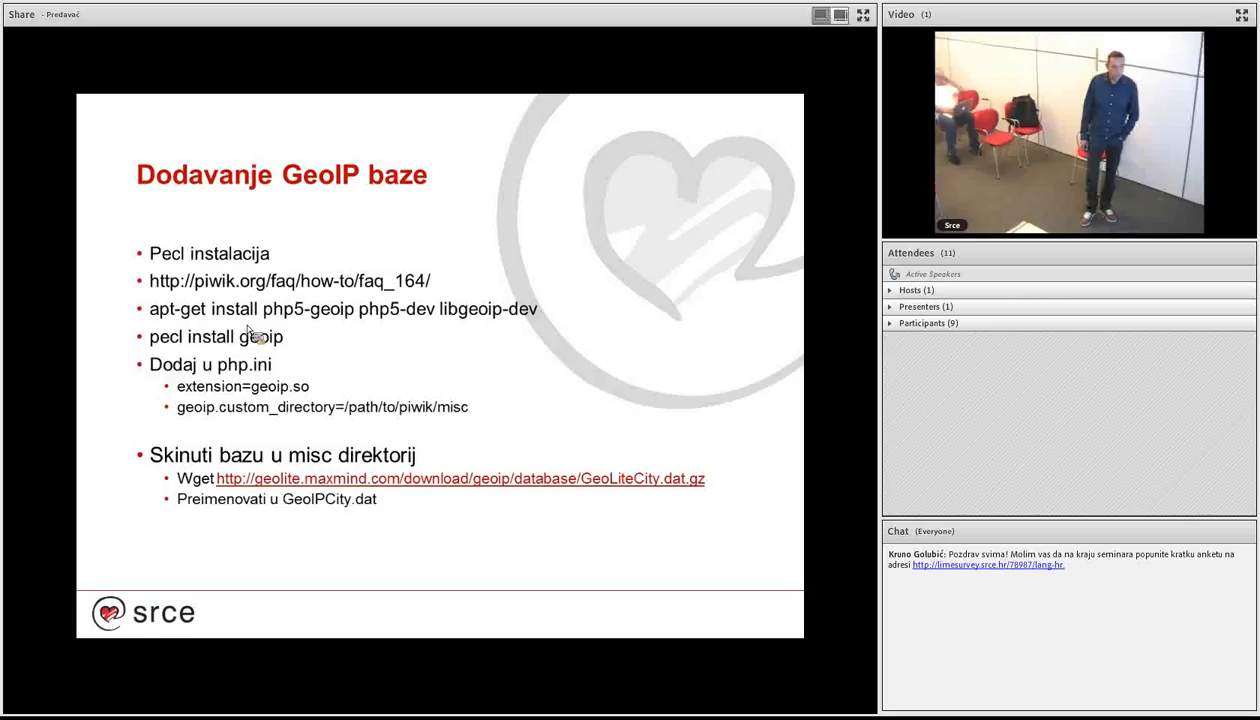 Share - Predavač
Dodavanje GeoIP baze
• Pecl instalacija
• http://piwik.org/faq/how-to/faq_164/
• apt-get install php5-geoip php5-dev libgeoip-dev
• pecl install geoip
• Dodaj u php.ini
• extension=geoip.so
• geoip.custom_directory=/path/to/piwik/misc
• Skinuti bazu u misc direktorij
• Wget http://geolite.maxmind.com/download/geoip/database/GeoLiteCity.dat.gz
• Preimenovati u GeoIPCity.dat
srce
Video (1)
Srce
Attendees (11)
Active Speakers
Hosts (1)
Presenters (1)
Participants (9)
Chat (Everyone)
Kruno Golubić: Pozdrav svima! Molim vas da na kraju seminara popunite kratku anketu na
adresi http://limesurvey.srce.hr/78987/lang-hr.